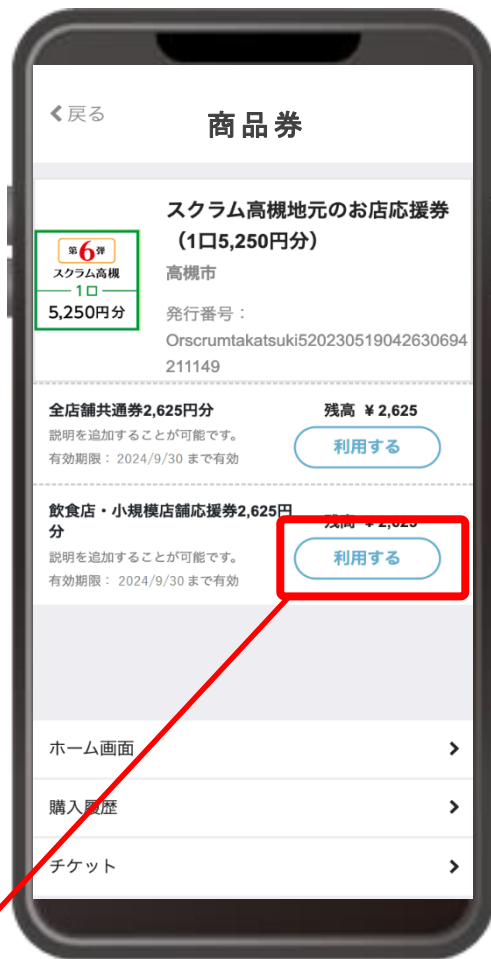 戻る
商品券
第6弾
スクラム高槻
1口
5,250円分
スクラム高槻地元のお店応援券
（1口5,250円分）
高槻市
発行番号：
Orscrumtakatsuki520230519042630694
211149
全店舗共通券2,625円分
残高 ￥2,625
説明を追加することが可能です。
利用する
有効期限： 2024/9/30 まで有効
飲食店・小規模店舗応援券2,625円
分
残高 ￥2,625
説明を追加することが可能です。
利用する
有効期限： 2024/9/30 まで有効
ホーム画面
購入履歴
チケット